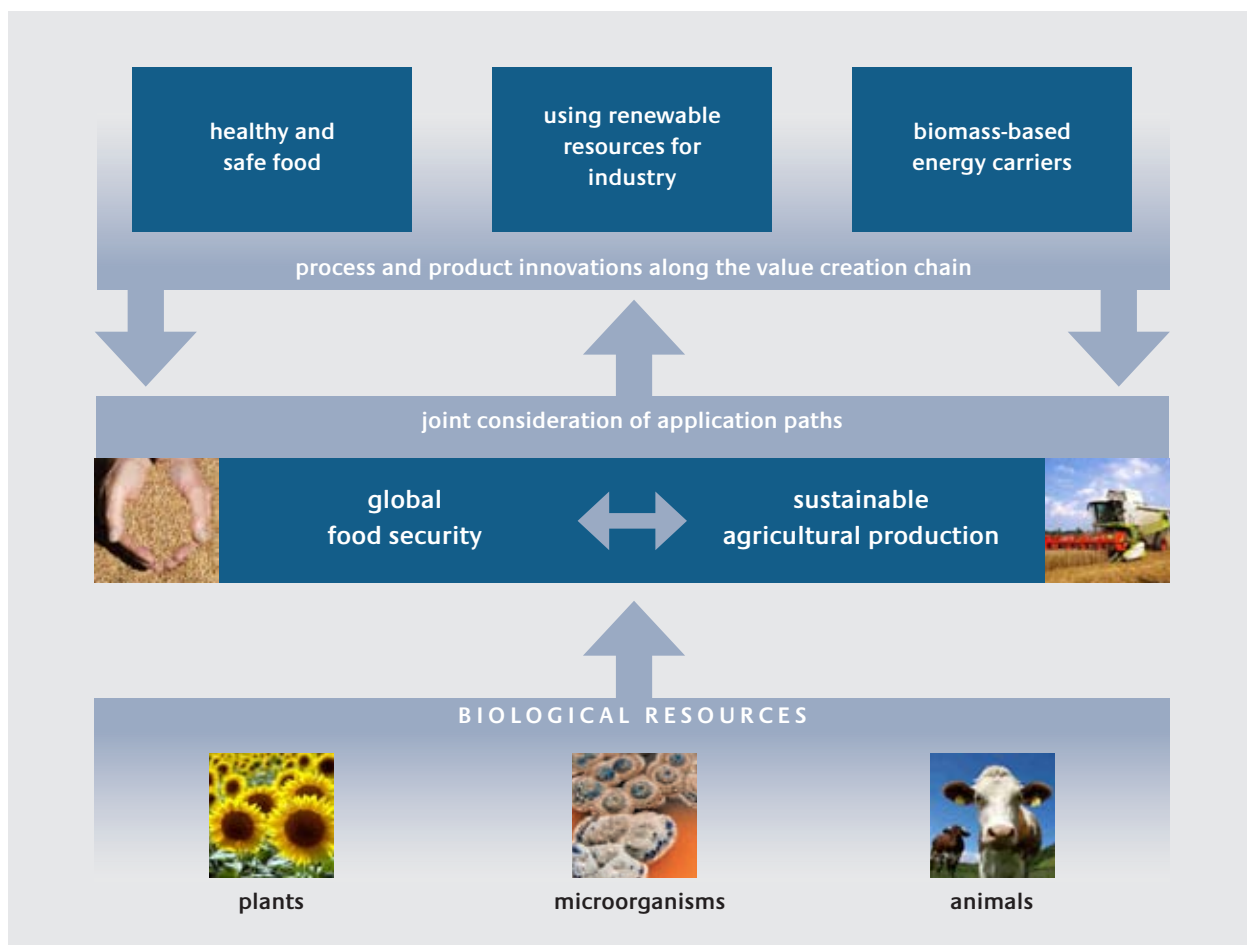 healthy and
safe food
using renewable
resources for
industry
biomass-based
energy carriers
process and product innovations along the value creation chain
joint consideration of application paths
global
food security
sustainable
agricultural production
BIOLOGICAL RESOURCES
plants
microorganisms
animals